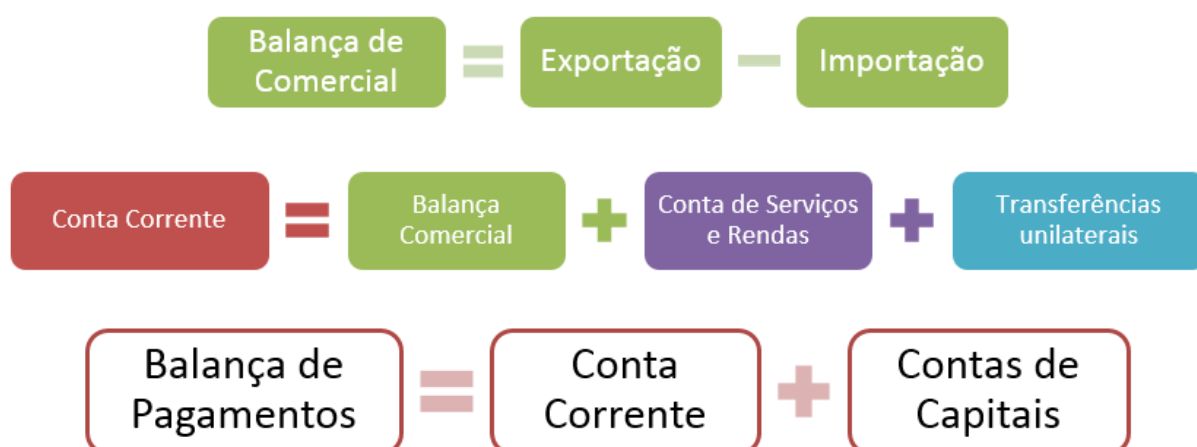 Balança de
Comercial
=
Exportação
−
Importação
Conta Corrente
=
Balança
Comercial
+
Conta de Serviços
e Rendas
+
Transferências
unilaterais
Balança de
Pagamentos
=
Conta
Corrente
+
Contas de
Capitais